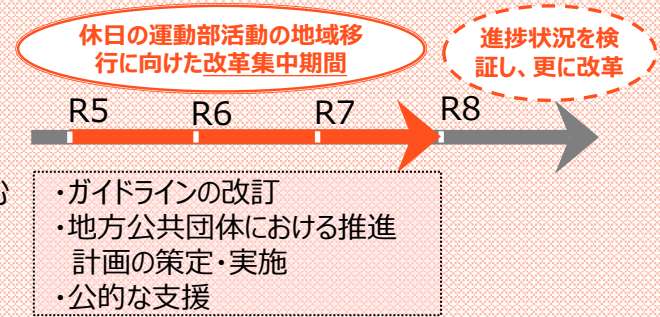 休日の運動部活動の地域移
行に向けた改革集中期間
進捗状況を検
証し、更に改革
R5 R6 R7 R8
む
・ガイドラインの改訂
・地方公共団体における推進
計画の策定・実施
・公的な支援